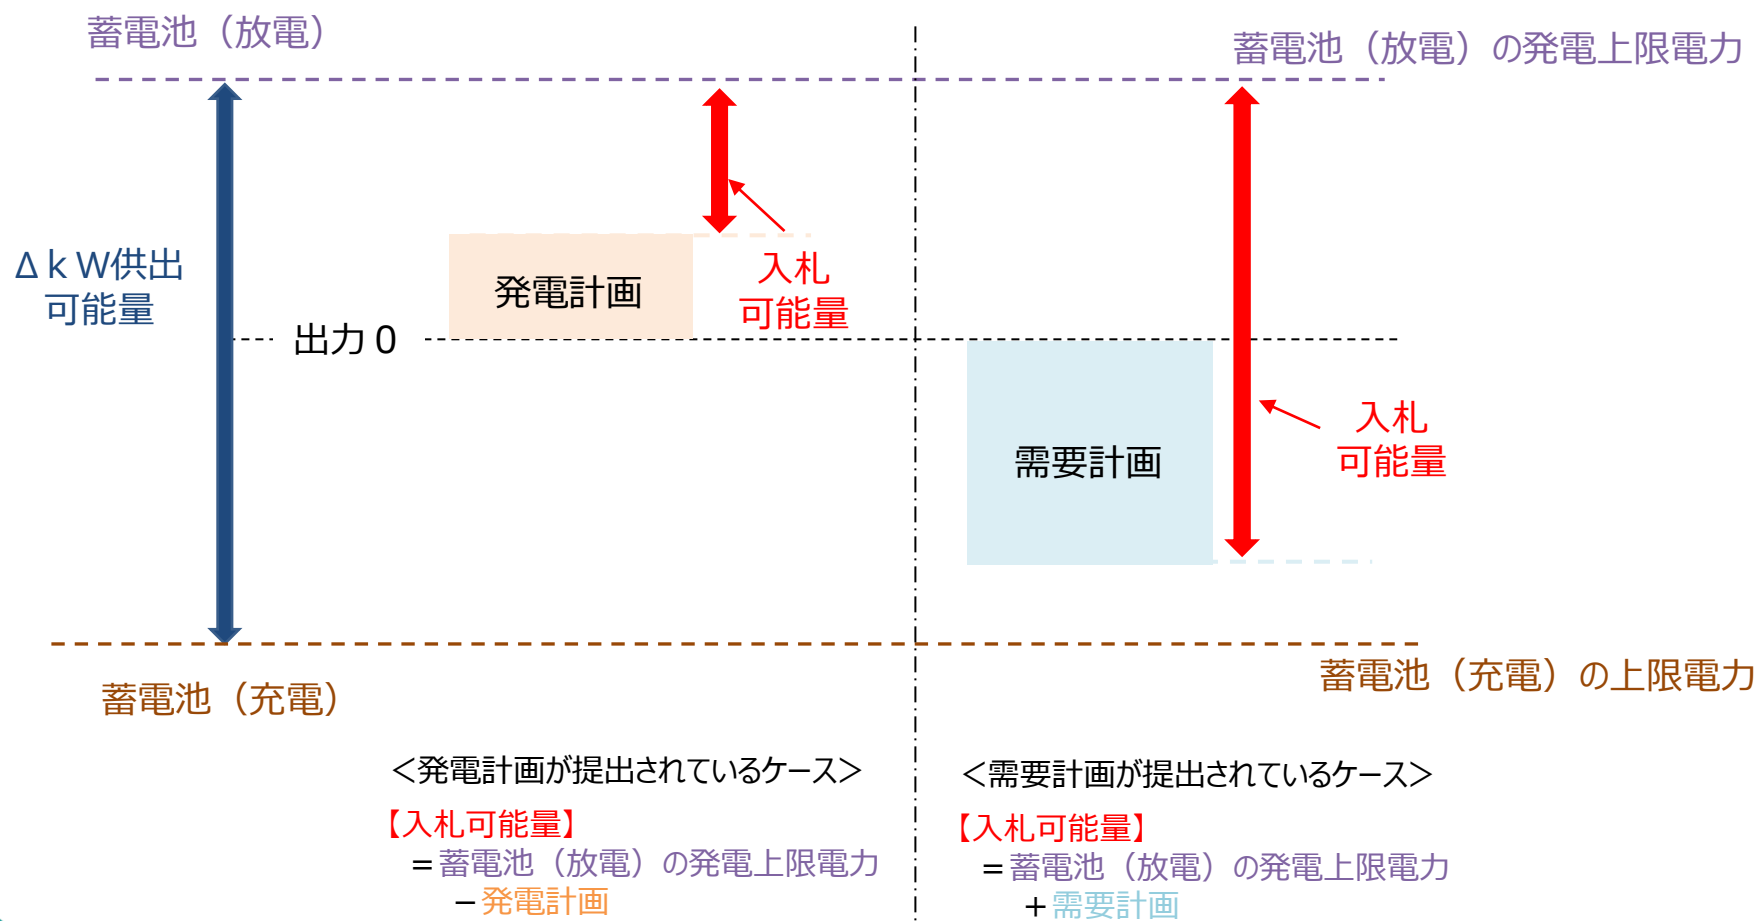 蓄電池（放電）
蓄電池（放電）の発電上限電力
ΔｋW供出
可能量
発電計画
入札
可能量
出力０
需要計画
入札
可能量
蓄電池（充電）
蓄電池（充電）の上限電力
＜発電計画が提出されているケース＞
【入札可能量】
＝蓄電池（放電）の発電上限電力
－発電計画
＜需要計画が提出されているケース＞
【入札可能量】
＝蓄電池（放電）の発電上限電力
＋需要計画